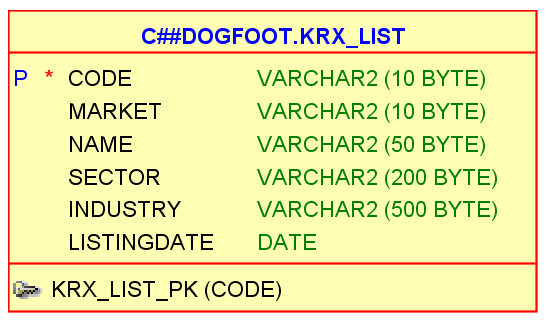 C##DOGFOOT.KRX_LIST
P * CODE VARCHAR2 (10 BYTE)
MARKET VARCHAR2 (10 BYTE)
NAME VARCHAR2 (50 BYTE)
SECTOR VARCHAR2 (200 BYTE)
INDUSTRY VARCHAR2 (500 BYTE)
LISTINGDATE DATE
KRX_LIST_PK (CODE)